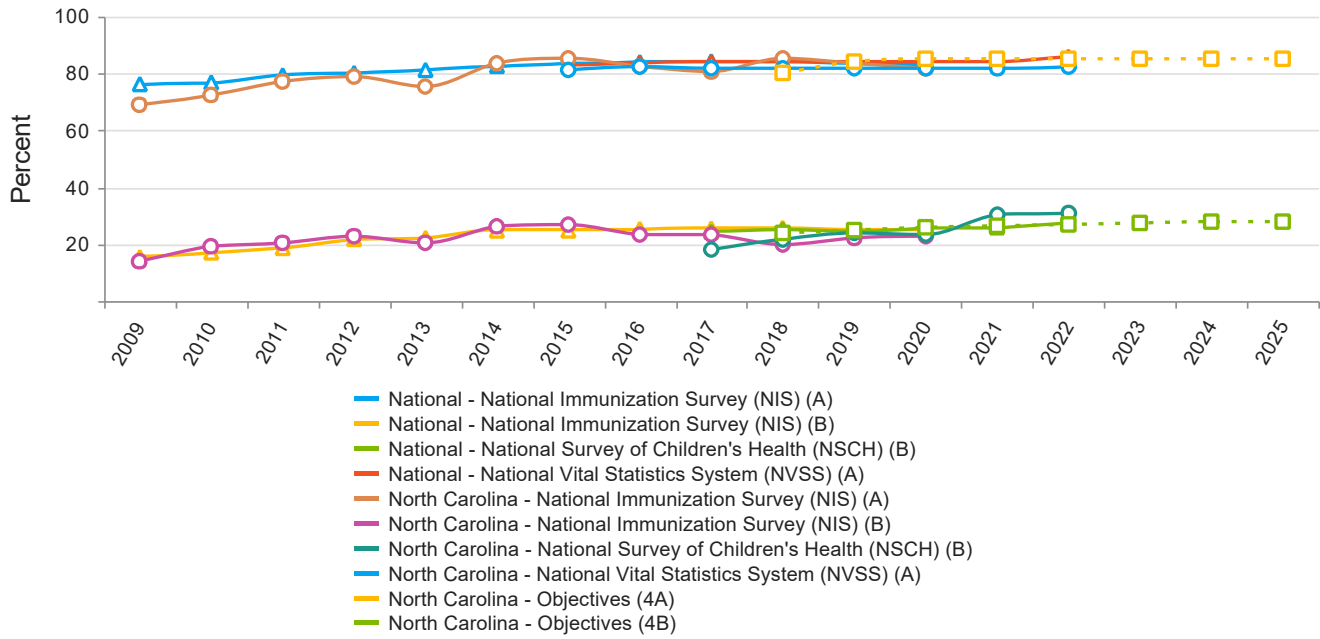 100
80
60
40
20
Percent
2009
2010
2011
2012
2013
2014
2015
2016
2017
2018
2019
2020
2021
2022
2023
2024
2025
National - National Immunization Survey (NIS) (A)
National - National Immunization Survey (NIS) (B)
National - National Survey of Children's Health (NSCH) (B)
National - National Vital Statistics System (NVSS) (A)
North Carolina - National Immunization Survey (NIS) (A)
North Carolina - National Immunization Survey (NIS) (B)
North Carolina - National Survey of Children's Health (NSCH) (B)
North Carolina - National Vital Statistics System (NVSS) (A)
North Carolina - Objectives (4A)
North Carolina - Objectives (4B)